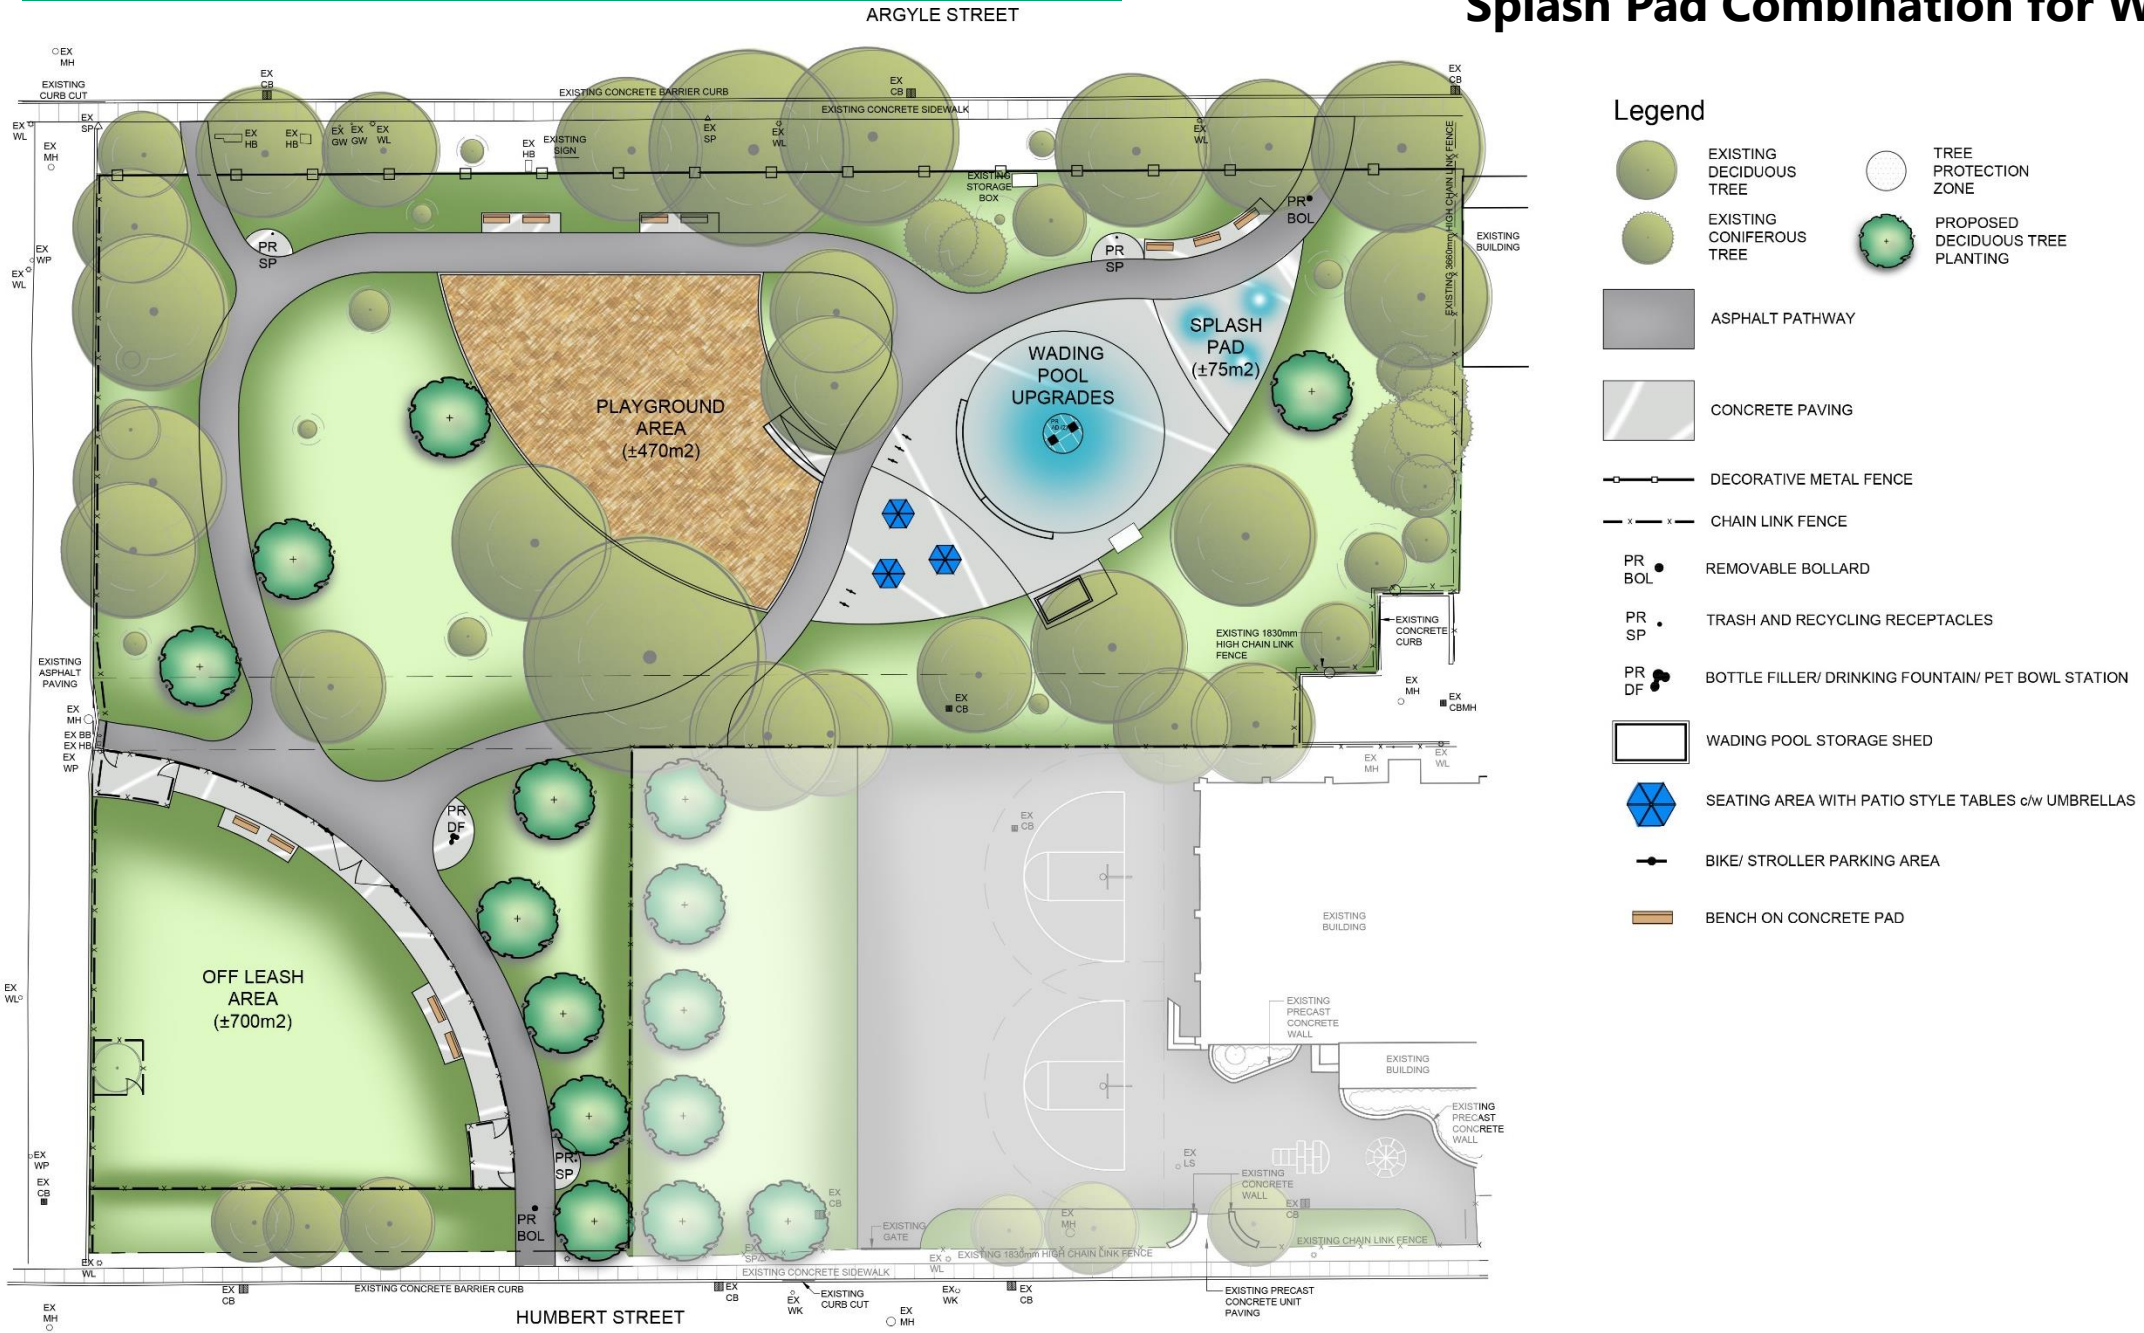 ARGYLE STREET
Splash Pad Combination for W
EX
MH
EXISTING
CURB CUT
EX
CB
EXISTING CONCRETE BARRIER CURB
EX
CB
EXISTING CONCRETE SIDEWALK
EX
CB
EX
WL
EX
SP
EX
MH
EX
HB
EX
HB
EX
GW
EX
GW
EX
WL
EX
HB
EXISTING
SIGN
EX
SP
EX
WL
EX
WL
EXISTING
STORAGE
BOX
EXISTING 3660mm HIGH CHAIN LINK FENCE
PR
BOL
EXISTING
BUILDING
EX
WP
EX
WL
PR
SP
PR
SP
SPLASH
PAD
(±75m2)
WADING
POOL
UPGRADES
PLAYGROUND
AREA
(±470m2)
EXISTING 1830mm
HIGH CHAIN LINK
FENCE
EXISTING
CONCRETE
CURB
EXISTING
ASPHALT
PAVING
EX
MH
EX BB
EX HB
EX
WP
EX
CB
EX
MH
EX
CBMH
EX
MH
EX
WL
PR
DF
EX
CB
EXISTING
BUILDING
OFF LEASH
AREA
(±700m2)
EX
WL
EXISTING
PRECAST
CONCRETE
WALL
EXISTING
BUILDING
EXISTING
PRECAST
CONCRETE
WALL
EX
WP
EX
CB
PR
SP
EX
LS
EXISTING
CONCRETE
WALL
EX
CB
EX
CB
PR
BOL
EX
MH
EXISTING
GATE
EX
SP
EX
WL
EXISTING 1830mm HIGH CHAIN LINK FENCE
EXISTING CHAIN LINK FENCE
EX
WL
EXISTING CONCRETE SIDEWALK
EX
CB
EXISTING CONCRETE BARRIER CURB
EX
CB
EX
WK
EXISTING
CURB CUT
EX
WK
EX
CB
EXISTING PRECAST
CONCRETE UNIT
PAVING
EX
MH
HUMBERT STREET
EX
MH
Legend
EXISTING
DECIDUOUS
TREE
TREE
PROTECTION
ZONE
EXISTING
CONIFEROUS
TREE
PROPOSED
DECIDUOUS TREE
PLANTING
ASPHALT PATHWAY
CONCRETE PAVING
DECORATIVE METAL FENCE
CHAIN LINK FENCE
PR
BOL
REMOVABLE BOLLARD
PR
SP
TRASH AND RECYCLING RECEPTACLES
PR
DF
BOTTLE FILLER/ DRINKING FOUNTAIN/ PET BOWL STATION
WADING POOL STORAGE SHED
SEATING AREA WITH PATIO STYLE TABLES c/w UMBRELLAS
BIKE/ STROLLER PARKING AREA
BENCH ON CONCRETE PAD